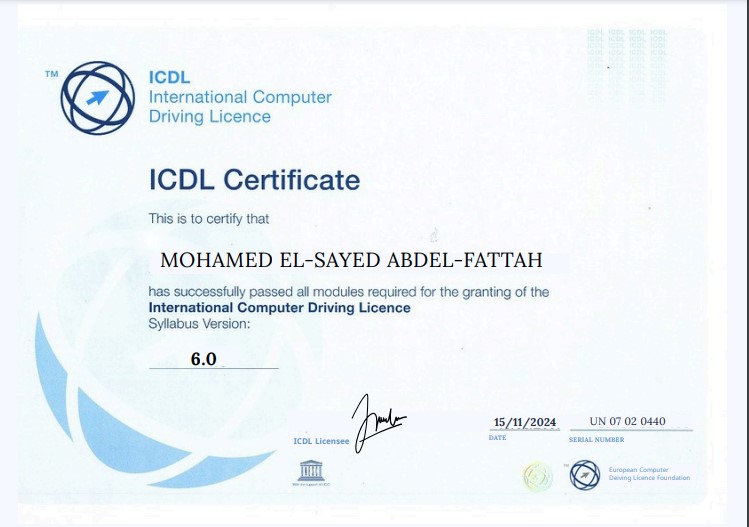 TM
ICDL
International Computer
Driving Licence
ICDL Certificate
This is to certify that
MOHAMED EL-SAYED ABDEL-FATTAH
has successfully passed all modules required for the granting of the
International Computer Driving Licence
Syllabus Version:
6.0
15/11/2024 UN 07 02 0440
ICDL Licensee DATE SERIAL NUMBER
TM
European Computer
Driving Licence Foundation